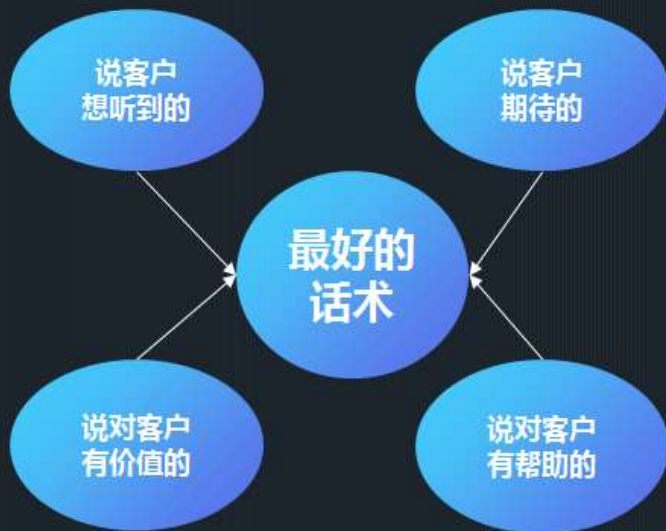 说客户
想听到的
说客户
期待的
最好的
话术
说对客户
有价值的
说对客户
有帮助的